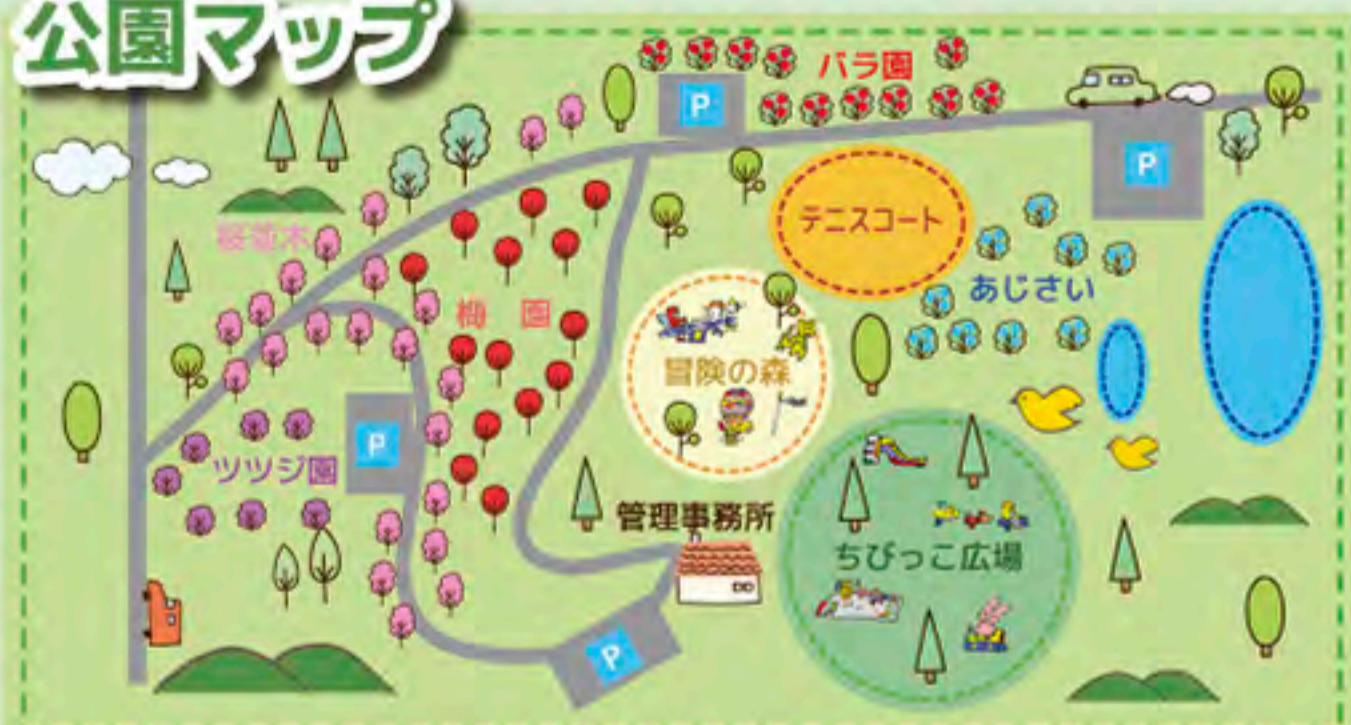 公園マップ
バラ園
P
P
テニスコート
桜並木
あじさい
梅園
冒険の森
P
ツツジ園
管理事務所
ちびっこ広場
P